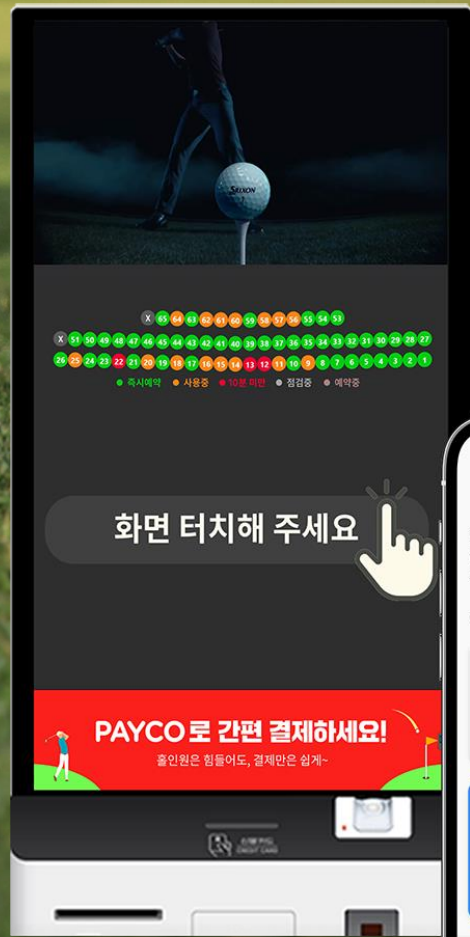 SRIXON
X 65 64 63 62 61 60 59 58 57 56 55 54 53
X 51 50 49 48 47 46 45 44 43 42 41 40 39 38 37 36 35 34 33 32 31 30 29 28 27
26 25 24 23 22 21 20 19 18 17 16 15 14 13 12 11 10 9 8 7 6 5 4 3 2 1
즉시예약 사용중 10분 미만 점검중 예약중
화면 터치해 주세요
PAYCO로 간편 결제하세요!
홀인원은 힘들어도, 결제만은 쉽게~
신용카드
CREDIT CARD